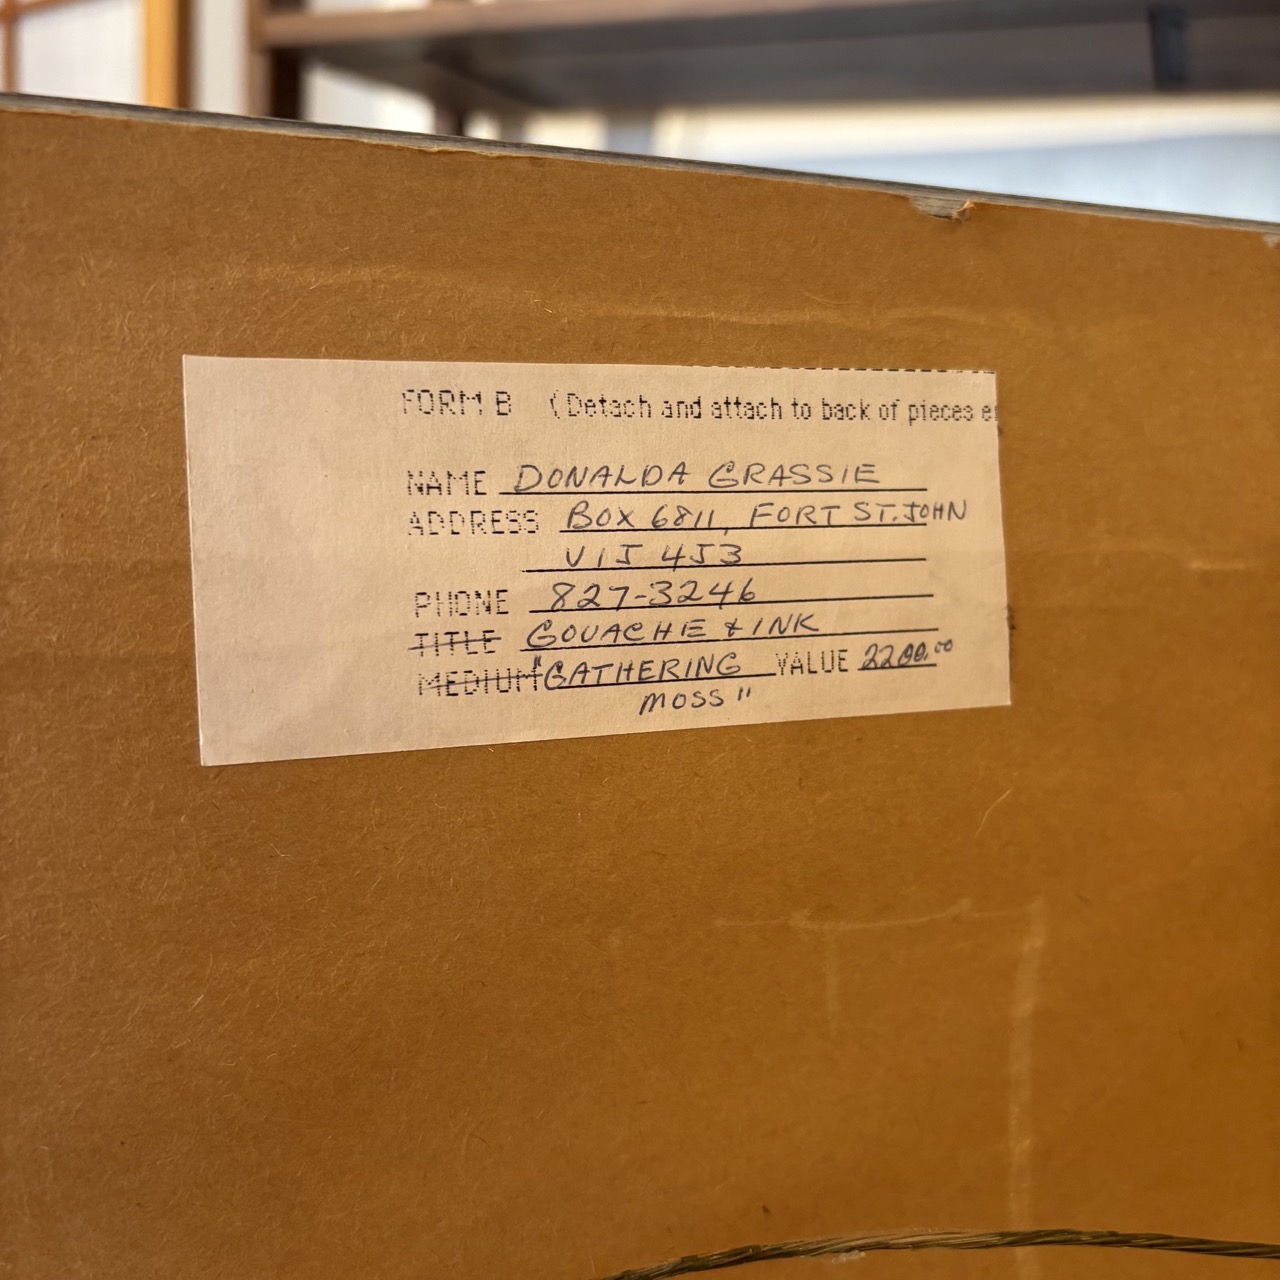 FORM B (Detach and attach to back of pieces e
NAME DONALDA GRASSIE
ADDRESS BOX 6811, FORT ST. JOHN
V1J 4J3
PHONE 827-3246
TITLE GOUACHE & INK
MEDIUM "GATHERING VALUE 2200.00
MOSS"